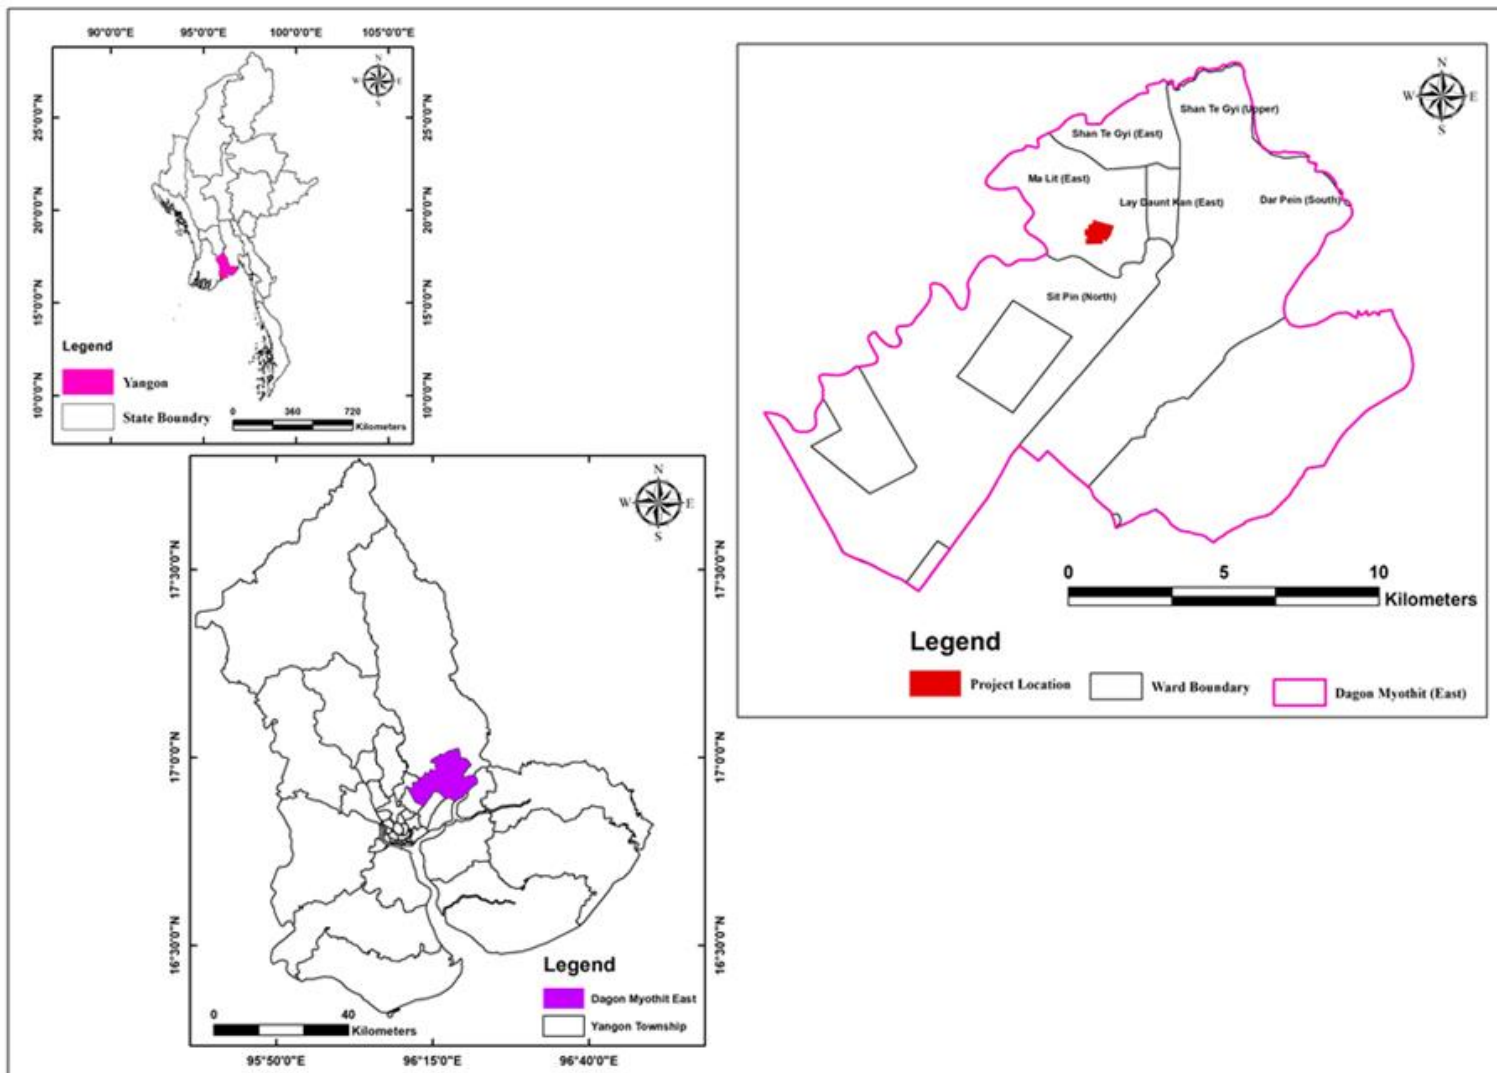 90°0'0"E 95°0'0"E 100°0'0"E 105°0'0"E
N
W E
S
25°0'0"N 25°0'0"N
20°0'0"N 20°0'0"N
15°0'0"N 15°0'0"N
10°0'0"N 10°0'0"N
Legend
Yangon
State Boundry
0 360 720
Kilometers
N
W E
S
17°30'0"N 17°30'0"N
17°0'0"N 17°0'0"N
16°30'0"N 16°30'0"N
Legend
Dagon Myothit East
Yangon Township
0 40
Kilometers
95°50'0"E 96°15'0"E 96°40'0"E
N
W E
S
Shan Te Gyi (Upper)
Shan Te Gyi (East)
Ma Lit (East)
Lay Daunt Kan (East)
Dar Pein (South)
Sit Pin (North)
0 5 10
Kilometers
Legend
Project Location
Ward Boundary
Dagon Myothit (East)